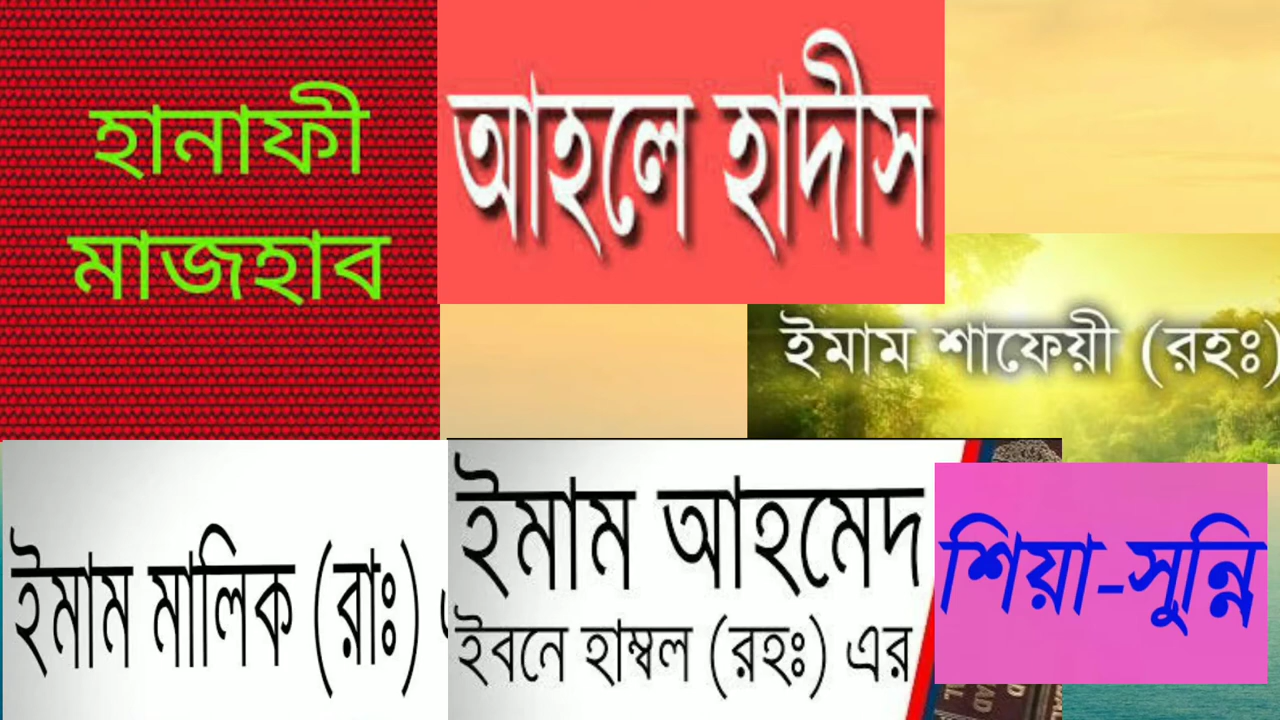 হানাফী
মাজহাব
আহলে হাদীস
ইমাম শাফেয়ী (রহঃ)
ইমাম মালিক (রাঃ)
ইমাম আহমেদ
ইবনে হাম্বল (রহঃ) এর
শিয়া-সুন্নি